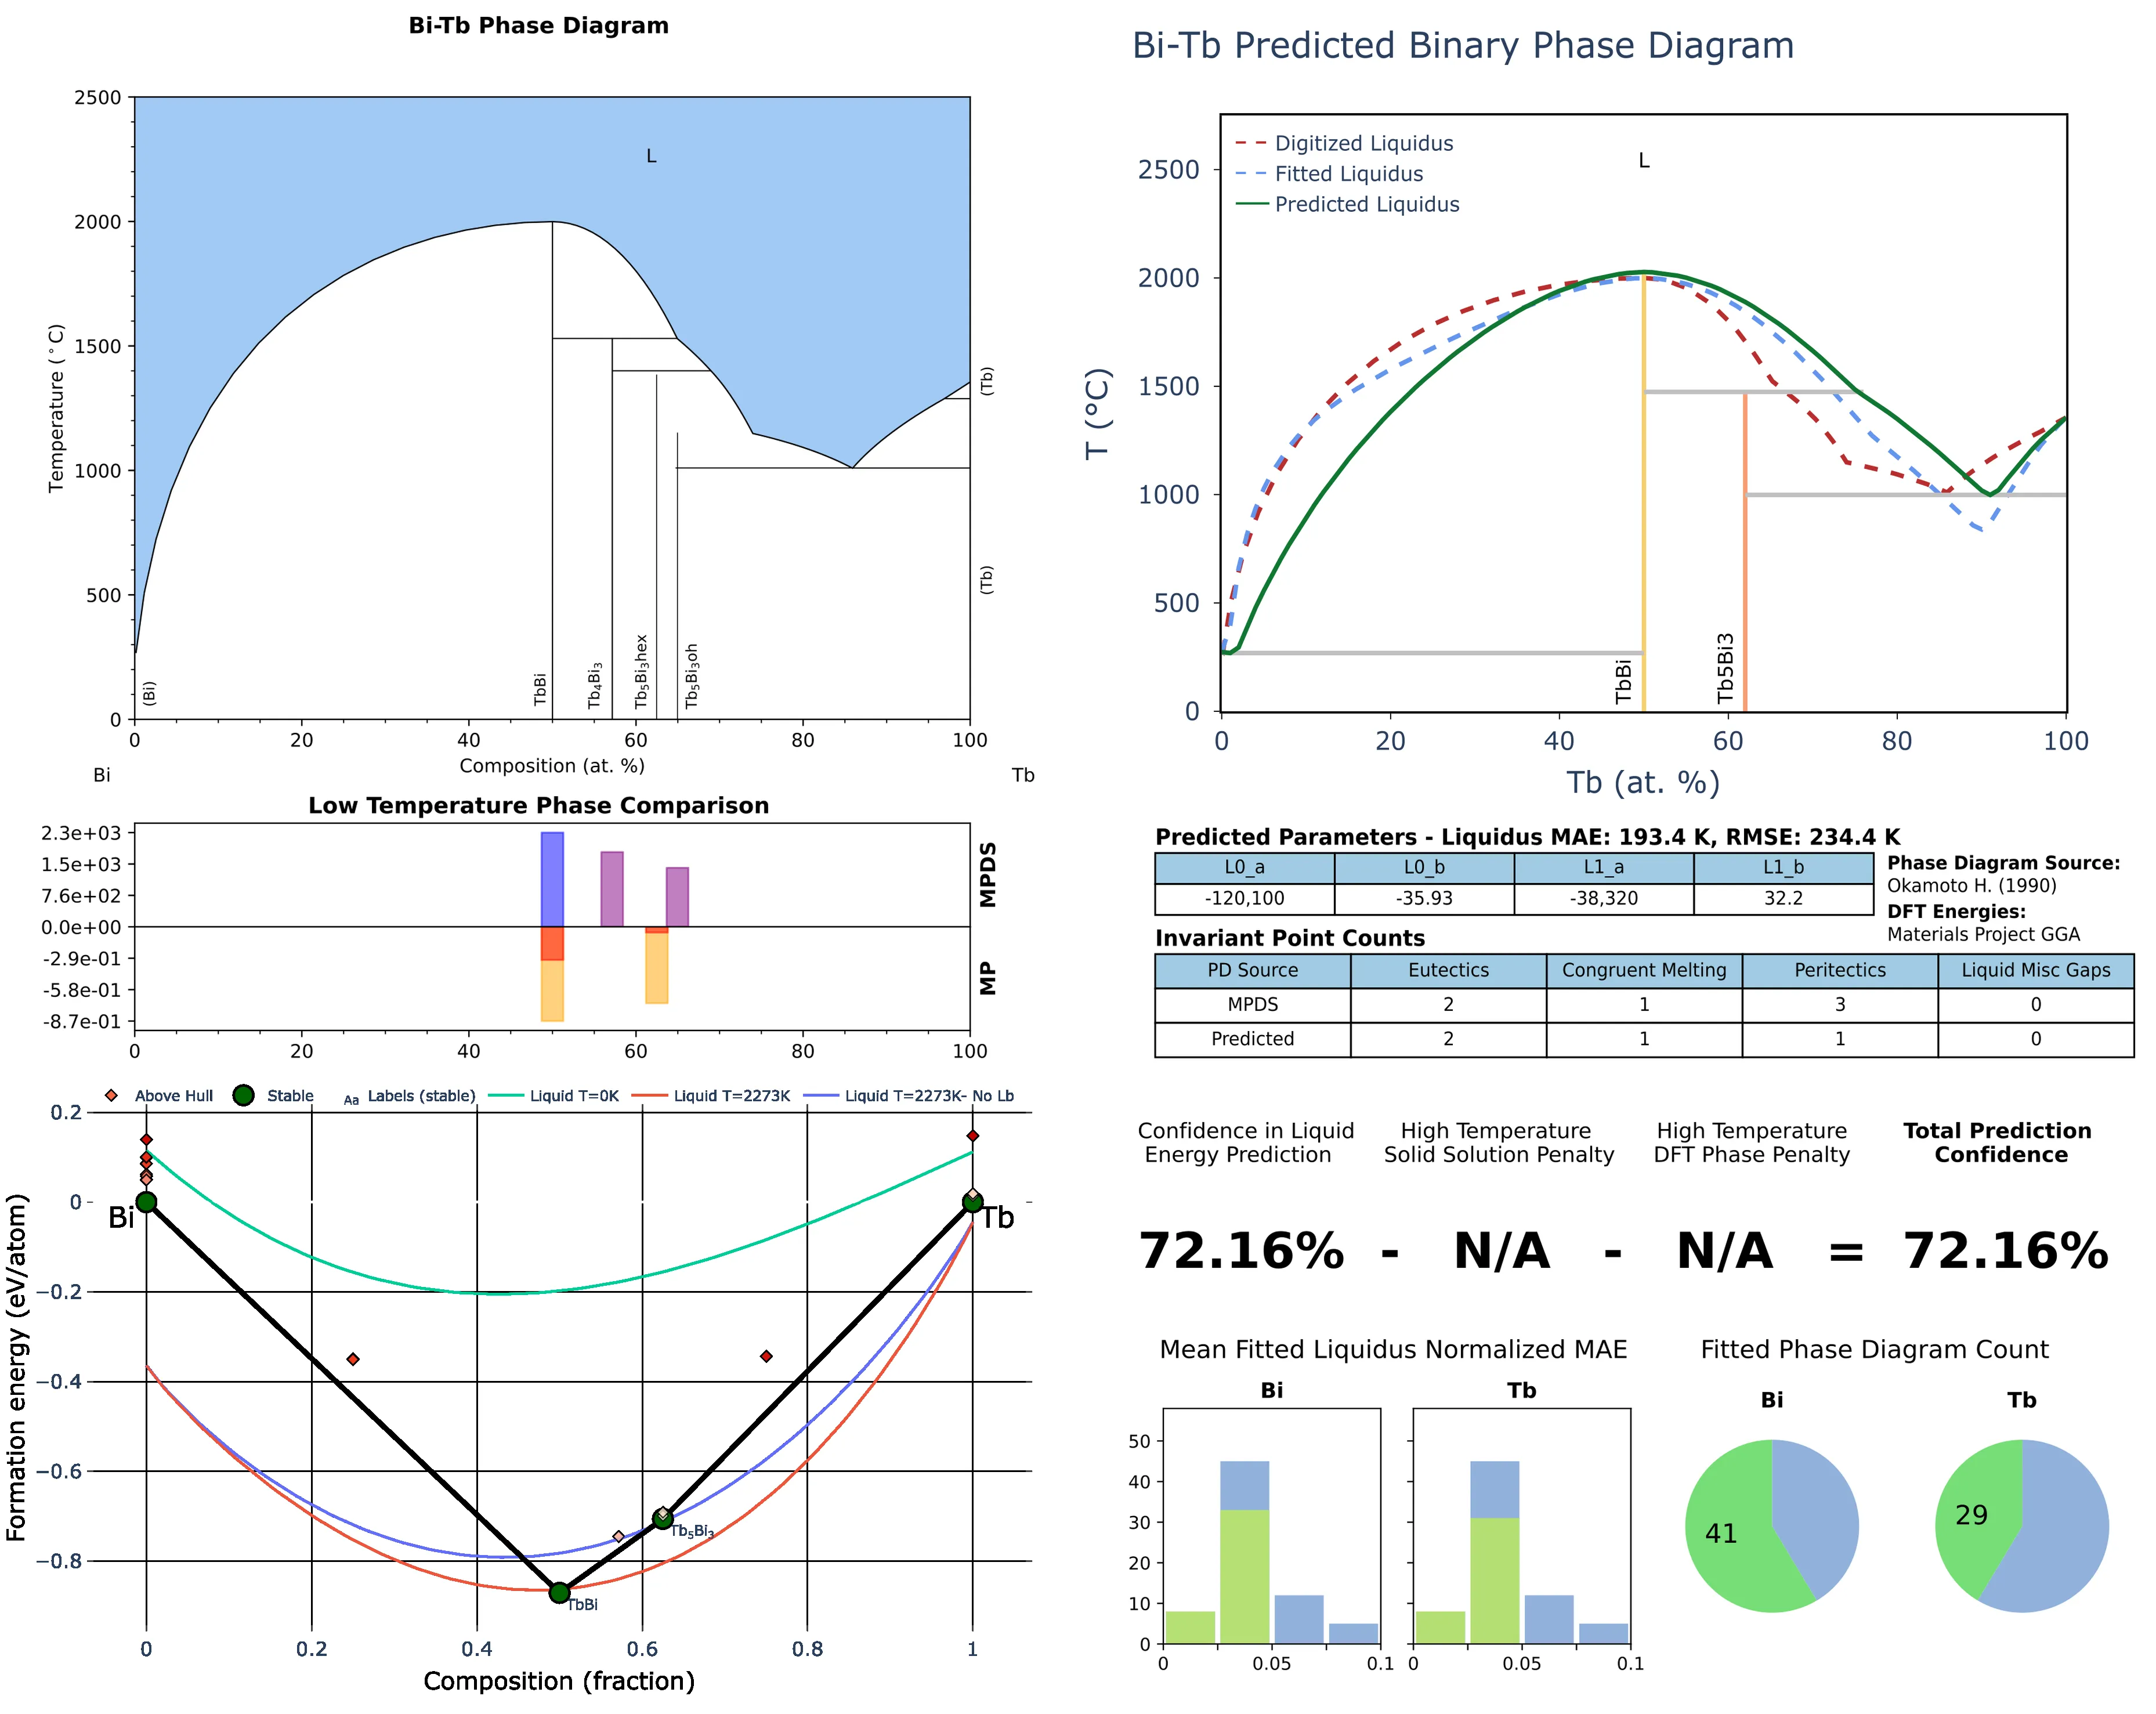 Bi-Tb Phase Diagram
2500
2000
1500
1000
500
0
Temperature (°C)
L
(Tb)
(Tb)
(Bi)
TbBi
Tb4Bi3
Tb5Bi3hex
Tb5Bi3oh
0 20 40 60 80 100
Composition (at. %)
Bi Tb
Low Temperature Phase Comparison
2.3e+03
1.5e+03
7.6e+02
0.0e+00
-2.9e-01
-5.8e-01
-8.7e-01
MPDS
MP
0 20 40 60 80 100
Above Hull Stable Aa Labels (stable) Liquid T=0K Liquid T=2273K Liquid T=2273K- No Lb
0.2
0
−0.2
−0.4
−0.6
−0.8
Formation energy (eV/atom)
Bi
Tb
Tb5Bi3
TbBi
0 0.2 0.4 0.6 0.8 1
Composition (fraction)
Bi-Tb Predicted Binary Phase Diagram
Digitized Liquidus
Fitted Liquidus
Predicted Liquidus
L
2500
2000
1500
1000
500
0
T (°C)
TbBi
Tb5Bi3
0 20 40 60 80 100
Tb (at. %)
Predicted Parameters - Liquidus MAE: 193.4 K, RMSE: 234.4 K
L0_a L0_b L1_a L1_b
-120,100 -35.93 -38,320 32.2
Phase Diagram Source:
Okamoto H. (1990)
DFT Energies:
Materials Project GGA
Invariant Point Counts
PD Source Eutectics Congruent Melting Peritectics Liquid Misc Gaps
MPDS 2 1 3 0
Predicted 2 1 1 0
Confidence in Liquid
Energy Prediction
High Temperature
Solid Solution Penalty
High Temperature
DFT Phase Penalty
Total Prediction
Confidence
72.16% - N/A - N/A = 72.16%
Mean Fitted Liquidus Normalized MAE
Bi
Tb
50
40
30
20
10
0
0 0.05 0.1
0 0.05 0.1
Fitted Phase Diagram Count
Bi
Tb
41
29